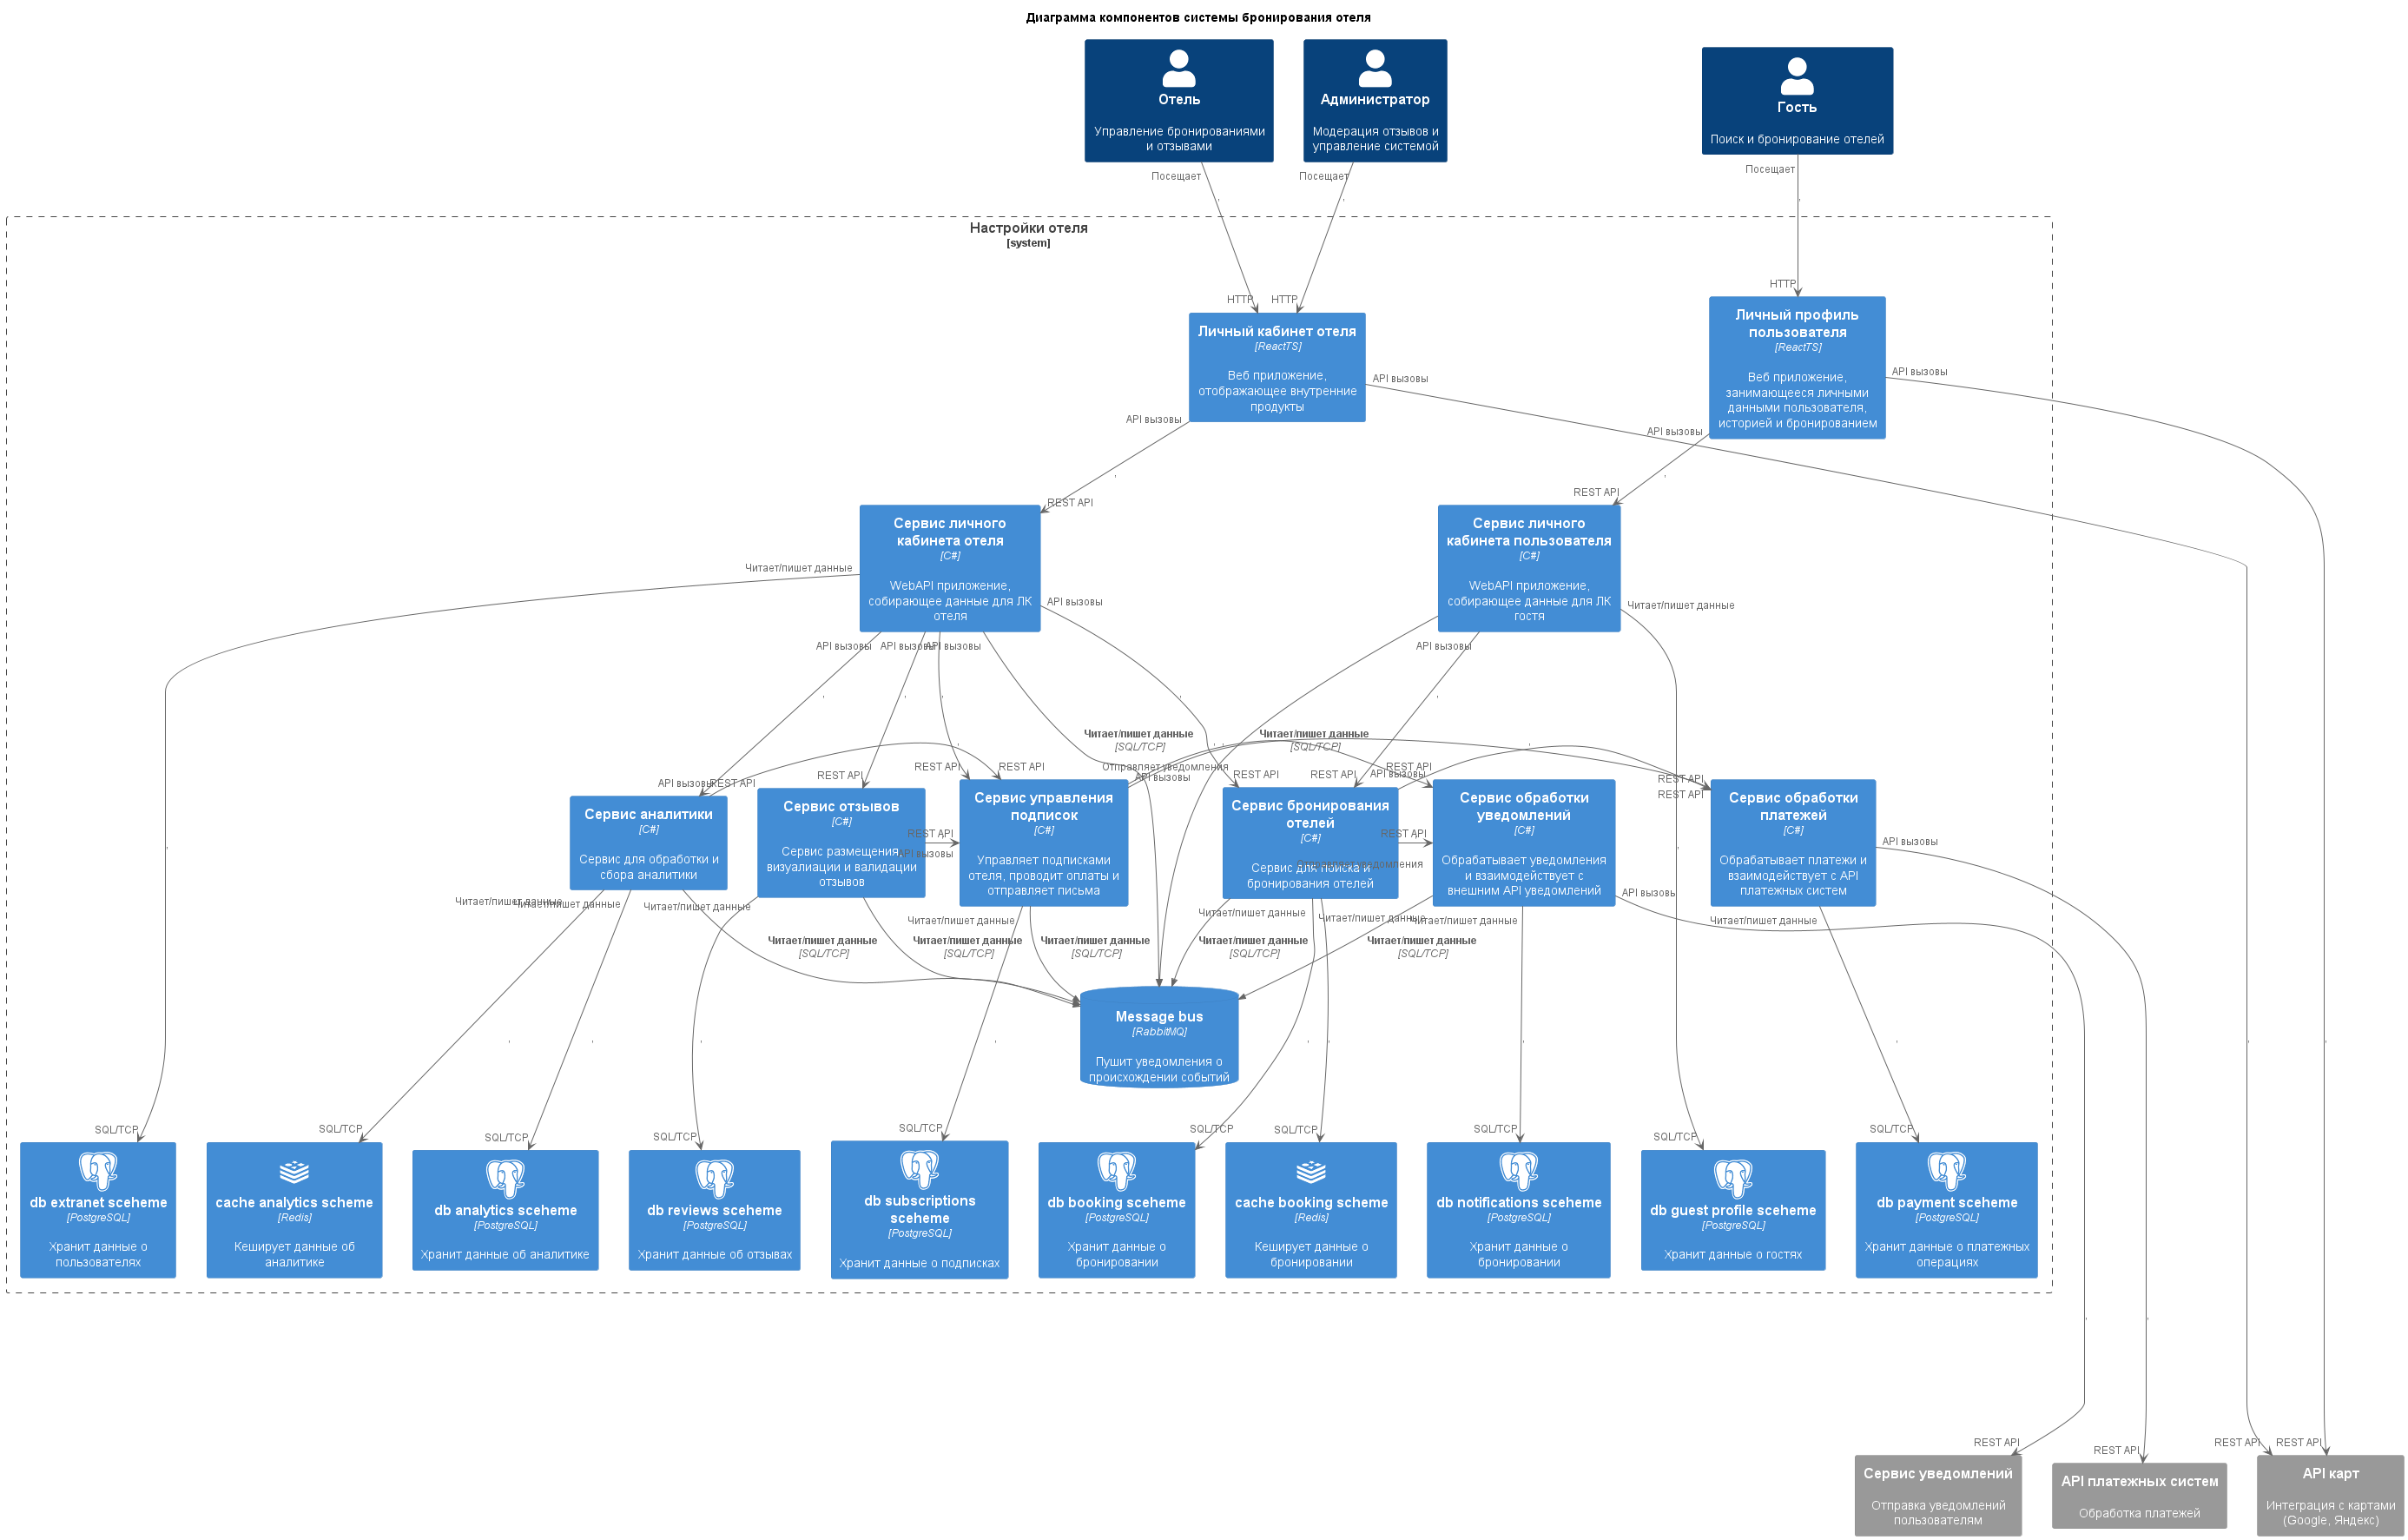 Диаграмма компонентов системы бронирования отеля
Отель
Управление бронированиями
и отзывами
Администратор
Модерация отзывов и
управление системой
Гость
Поиск и бронирование отелей
Посещает
Посещает
Посещает
Настройки отеля
[system]
HTTP
HTTP
HTTP
Личный кабинет отеля
[ReactTS]
Веб приложение,
отображающее внутренние
продукты
Личный профиль
пользователя
[ReactTS]
Веб приложение,
занимающееся личными
данными пользователя,
историей и бронированием
API вызовы
API вызовы
API вызовы
API вызовы
REST API
REST API
Сервис личного
кабинета отеля
[C#]
WebAPI приложение,
собирающее данные для ЛК
отеля
Сервис личного
кабинета пользователя
[C#]
WebAPI приложение,
собирающее данные для ЛК
гостя
Читает/пишет данные
API вызовы
Читает/пишет данные
API вызовы
API вызовы
API вызовы
API вызовы
Читает/пишет данные
[SQL/TCP]
Читает/пишет данные
[SQL/TCP]
Отправляет уведомления
API вызовы
API вызовы
API вызовы
REST API
REST API
REST API
REST API
REST API
REST API
REST API
REST API
REST API
Сервис аналитики
[C#]
Сервис для обработки и
сбора аналитики
Сервис отзывов
[C#]
Сервис размещения,
визуалиации и валидации
отзывов
Сервис управления
подписок
[C#]
Управляет подписками
отеля, проводит оплаты и
отправляет письма
Сервис бронирования
отелей
[C#]
Сервис для поиска и
бронирования отелей
Сервис обработки
уведомлений
[C#]
Обрабатывает уведомления
и взаимодействует с
внешним API уведомлений
Сервис обработки
платежей
[C#]
Обрабатывает платежи и
взаимодействует с API
платежных систем
REST API
API вызовы
REST API
Отправляет уведомления
API вызовы
API вызовы
Читает/пишет данные
Читает/пишет данные
Читает/пишет данные
Читает/пишет данные
Читает/пишет данные
Читает/пишет данные
Читает/пишет данные
Читает/пишет данные
Читает/пишет данные
[SQL/TCP]
Читает/пишет данные
[SQL/TCP]
Читает/пишет данные
[SQL/TCP]
Читает/пишет данные
[SQL/TCP]
Читает/пишет данные
[SQL/TCP]
Message bus
[RabbitMQ]
Пушит уведомления о
происхождении событий
SQL/TCP
SQL/TCP
SQL/TCP
SQL/TCP
SQL/TCP
SQL/TCP
SQL/TCP
SQL/TCP
SQL/TCP
SQL/TCP
db extranet sceheme
[PostgreSQL]
Хранит данные о
пользователях
cache analytics scheme
[Redis]
Кеширует данные об
аналитике
db analytics sceheme
[PostgreSQL]
Хранит данные об аналитике
db reviews sceheme
[PostgreSQL]
Хранит данные об отзывах
db subscriptions
sceheme
[PostgreSQL]
Хранит данные о подписках
db booking sceheme
[PostgreSQL]
Хранит данные о
бронировании
cache booking scheme
[Redis]
Кеширует данные о
бронировании
db notifications sceheme
[PostgreSQL]
Хранит данные о
бронировании
db guest profile sceheme
[PostgreSQL]
Хранит данные о гостях
db payment sceheme
[PostgreSQL]
Хранит данные о платежных
операциях
REST API
REST API
REST API
REST API
Сервис уведомлений
Отправка уведомлений
пользователям
API платежных систем
Обработка платежей
API карт
Интеграция с картами
(Google, Яндекс)